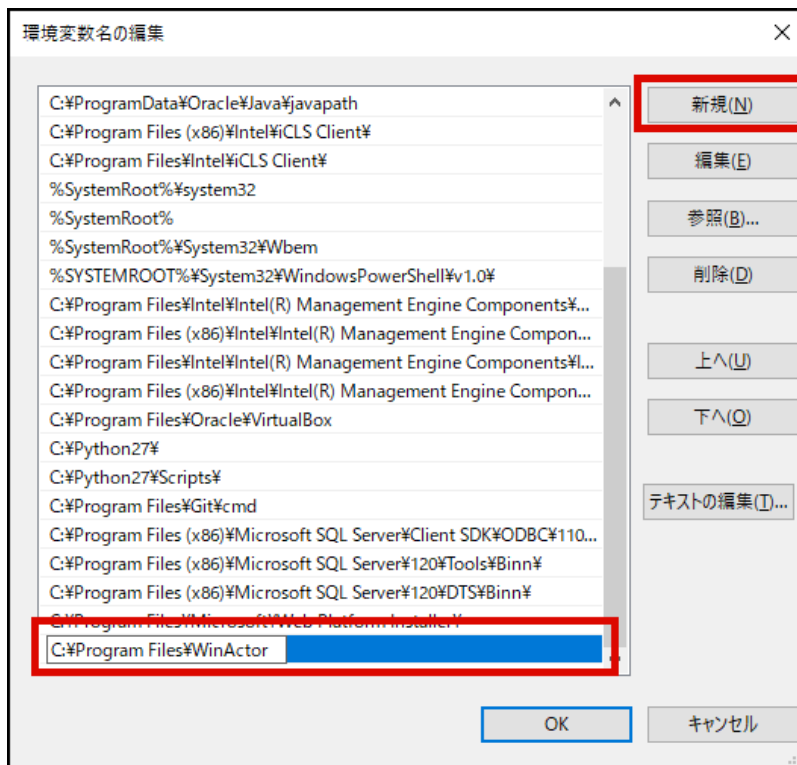 環境変数名の編集
C:¥ProgramData¥Oracle¥Java¥javapath
C:¥Program Files (x86)¥Intel¥iCLS Client¥
C:¥Program Files¥Intel¥iCLS Client¥
%SystemRoot%¥system32
%SystemRoot%
%SystemRoot%¥System32¥Wbem
%SYSTEMROOT%¥System32¥WindowsPowerShell¥v1.0¥
C:¥Program Files¥Intel¥Intel(R) Management Engine Components¥...
C:¥Program Files (x86)¥Intel¥Intel(R) Management Engine Compon...
C:¥Program Files¥Intel¥Intel(R) Management Engine Components¥I...
C:¥Program Files (x86)¥Intel¥Intel(R) Management Engine Compon...
C:¥Program Files¥Oracle¥VirtualBox
C:¥Python27¥
C:¥Python27¥Scripts¥
C:¥Program Files¥Git¥cmd
C:¥Program Files (x86)¥Microsoft SQL Server¥Client SDK¥ODBC¥110...
C:¥Program Files (x86)¥Microsoft SQL Server¥120¥Tools¥Binn¥
C:¥Program Files (x86)¥Microsoft SQL Server¥120¥DTS¥Binn¥
C:¥Program Files¥Microsoft¥Web Platform Installer¥
C:¥Program Files¥WinActor
新規(N)
編集(E)
参照(B)...
削除(D)
上へ(U)
下へ(O)
テキストの編集(T)...
OK
キャンセル